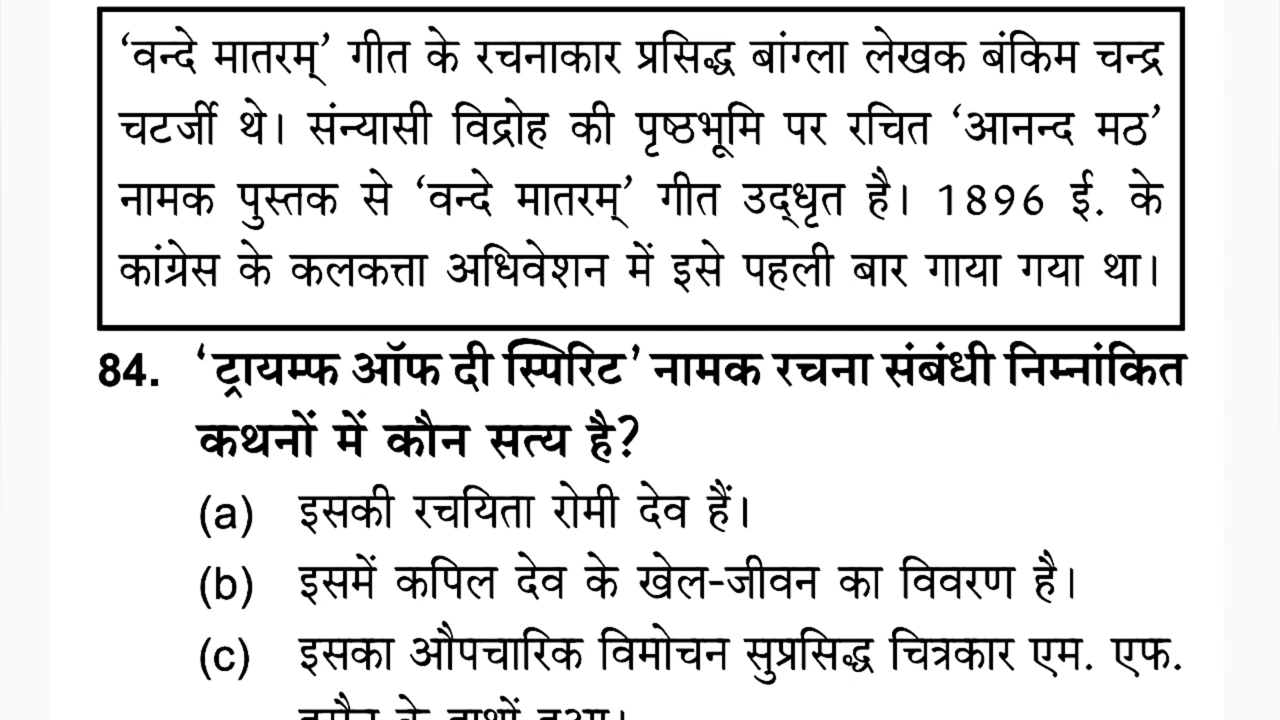 ‘वन्दे मातरम्’ गीत के रचनाकार प्रसिद्ध बांग्ला लेखक बंकिम चन्द्र
चटर्जी थे। संन्यासी विद्रोह की पृष्ठभूमि पर रचित ‘आनन्द मठ’
नामक पुस्तक से ‘वन्दे मातरम्’ गीत उद्धृत है। 1896 ई. के
कांग्रेस के कलकत्ता अधिवेशन में इसे पहली बार गाया गया था।
84. ‘ट्रायम्फ ऑफ दी स्पिरिट’ नामक रचना संबंधी निम्नांकित
कथनों में कौन सत्य है?
(a) इसकी रचयिता रोमी देव हैं।
(b) इसमें कपिल देव के खेल-जीवन का विवरण है।
(c) इसका औपचारिक विमोचन सुप्रसिद्ध चित्रकार एम. एफ.